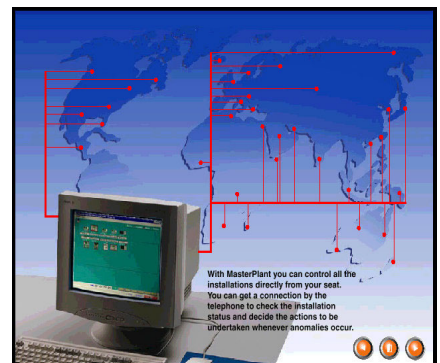 With MasterPlant you can control all the
installations directly from your seat.
You can get a connection by the
telephone to check the installation
status and decide the actions to be
undertaken whenever anomalies occur.